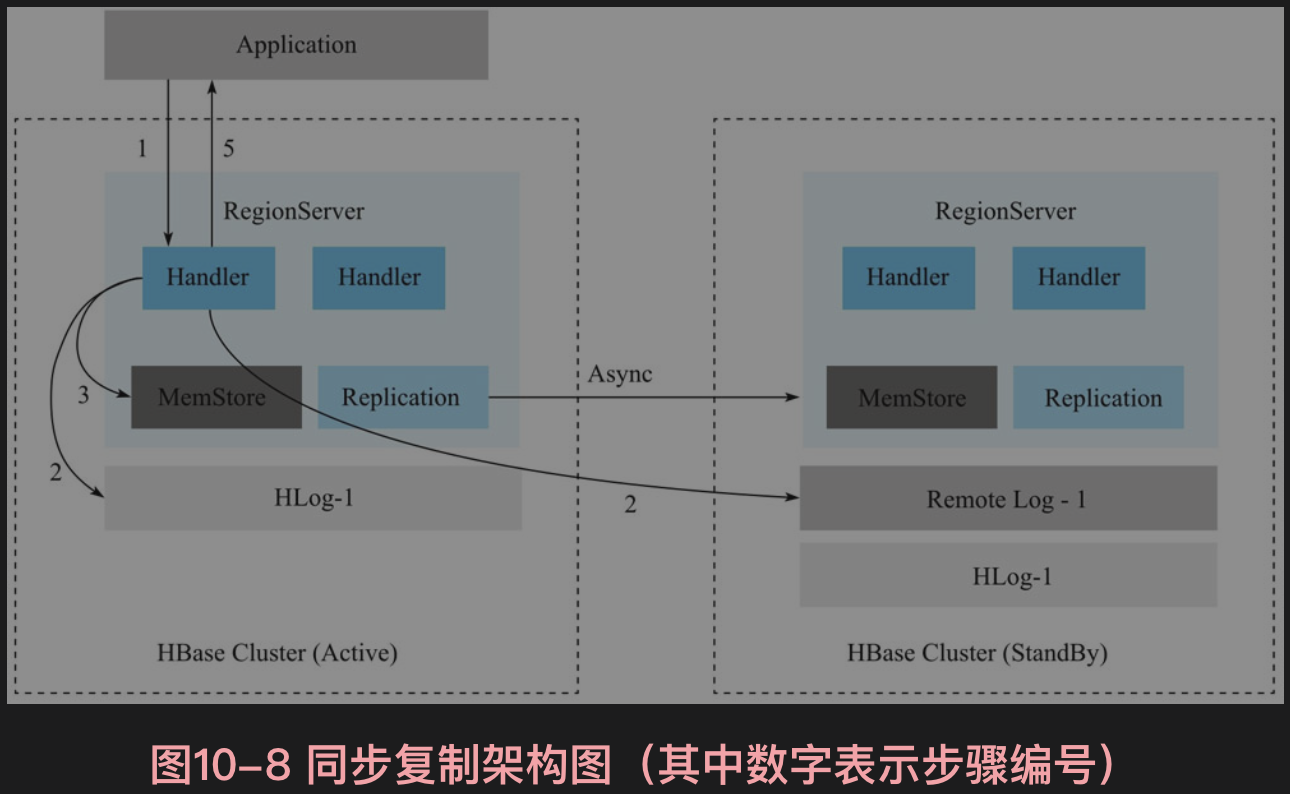 Application
1
5
RegionServer
RegionServer
Handler
Handler
Handler
Handler
Async
3
MemStore
Replication
MemStore
Replication
2
HLog-1
2
Remote Log - 1
HLog-1
HBase Cluster (Active)
HBase Cluster (StandBy)
图10-8 同步复制架构图（其中数字表示步骤编号）